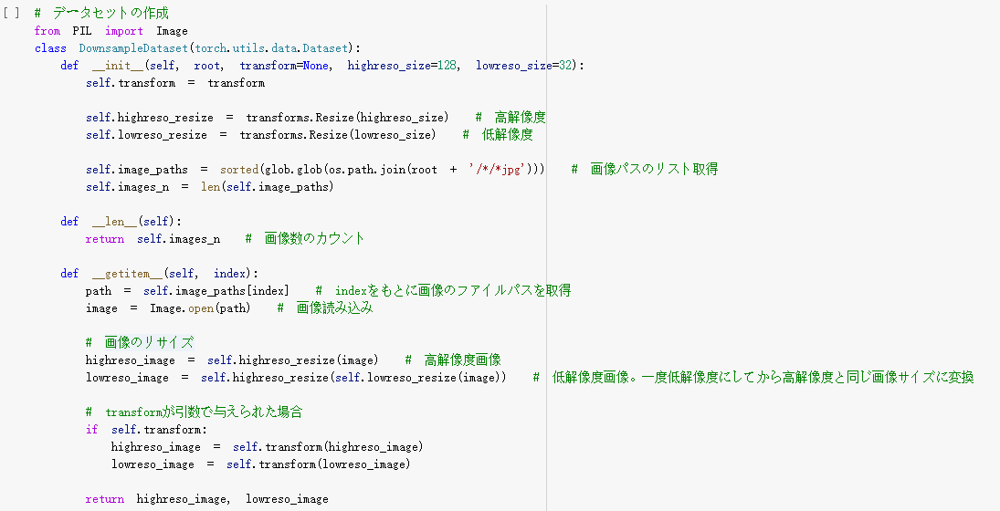 [ ] # データセットの作成
from PIL import Image
class DownsampleDataset(torch.utils.data.Dataset):
    def __init__(self, root, transform=None, highreso_size=128, lowreso_size=32):
        self.transform = transform
        self.highreso_resize = transforms.Resize(highreso_size)  # 高解像度
        self.lowreso_resize = transforms.Resize(lowreso_size)  # 低解像度
        self.image_paths = sorted(glob.glob(os.path.join(root + '/*/*jpg')))  # 画像パスのリスト取得
        self.images_n = len(self.image_paths)
    def __len__(self):
        return self.images_n  # 画像数のカウント
    def __getitem__(self, index):
        path = self.image_paths[index]  # indexをもとに画像のファイルパスを取得
        image = Image.open(path)  # 画像読み込み
        # 画像のリサイズ
        highreso_image = self.highreso_resize(image)  # 高解像度画像
        lowreso_image = self.highreso_resize(self.lowreso_resize(image))  # 低解像度画像。一度低解像度にしてから高解像度と同じ画像サイズに変換
        # transformが引数で与えられた場合
        if self.transform:
            highreso_image = self.transform(highreso_image)
            lowreso_image = self.transform(lowreso_image)
        return highreso_image, lowreso_image